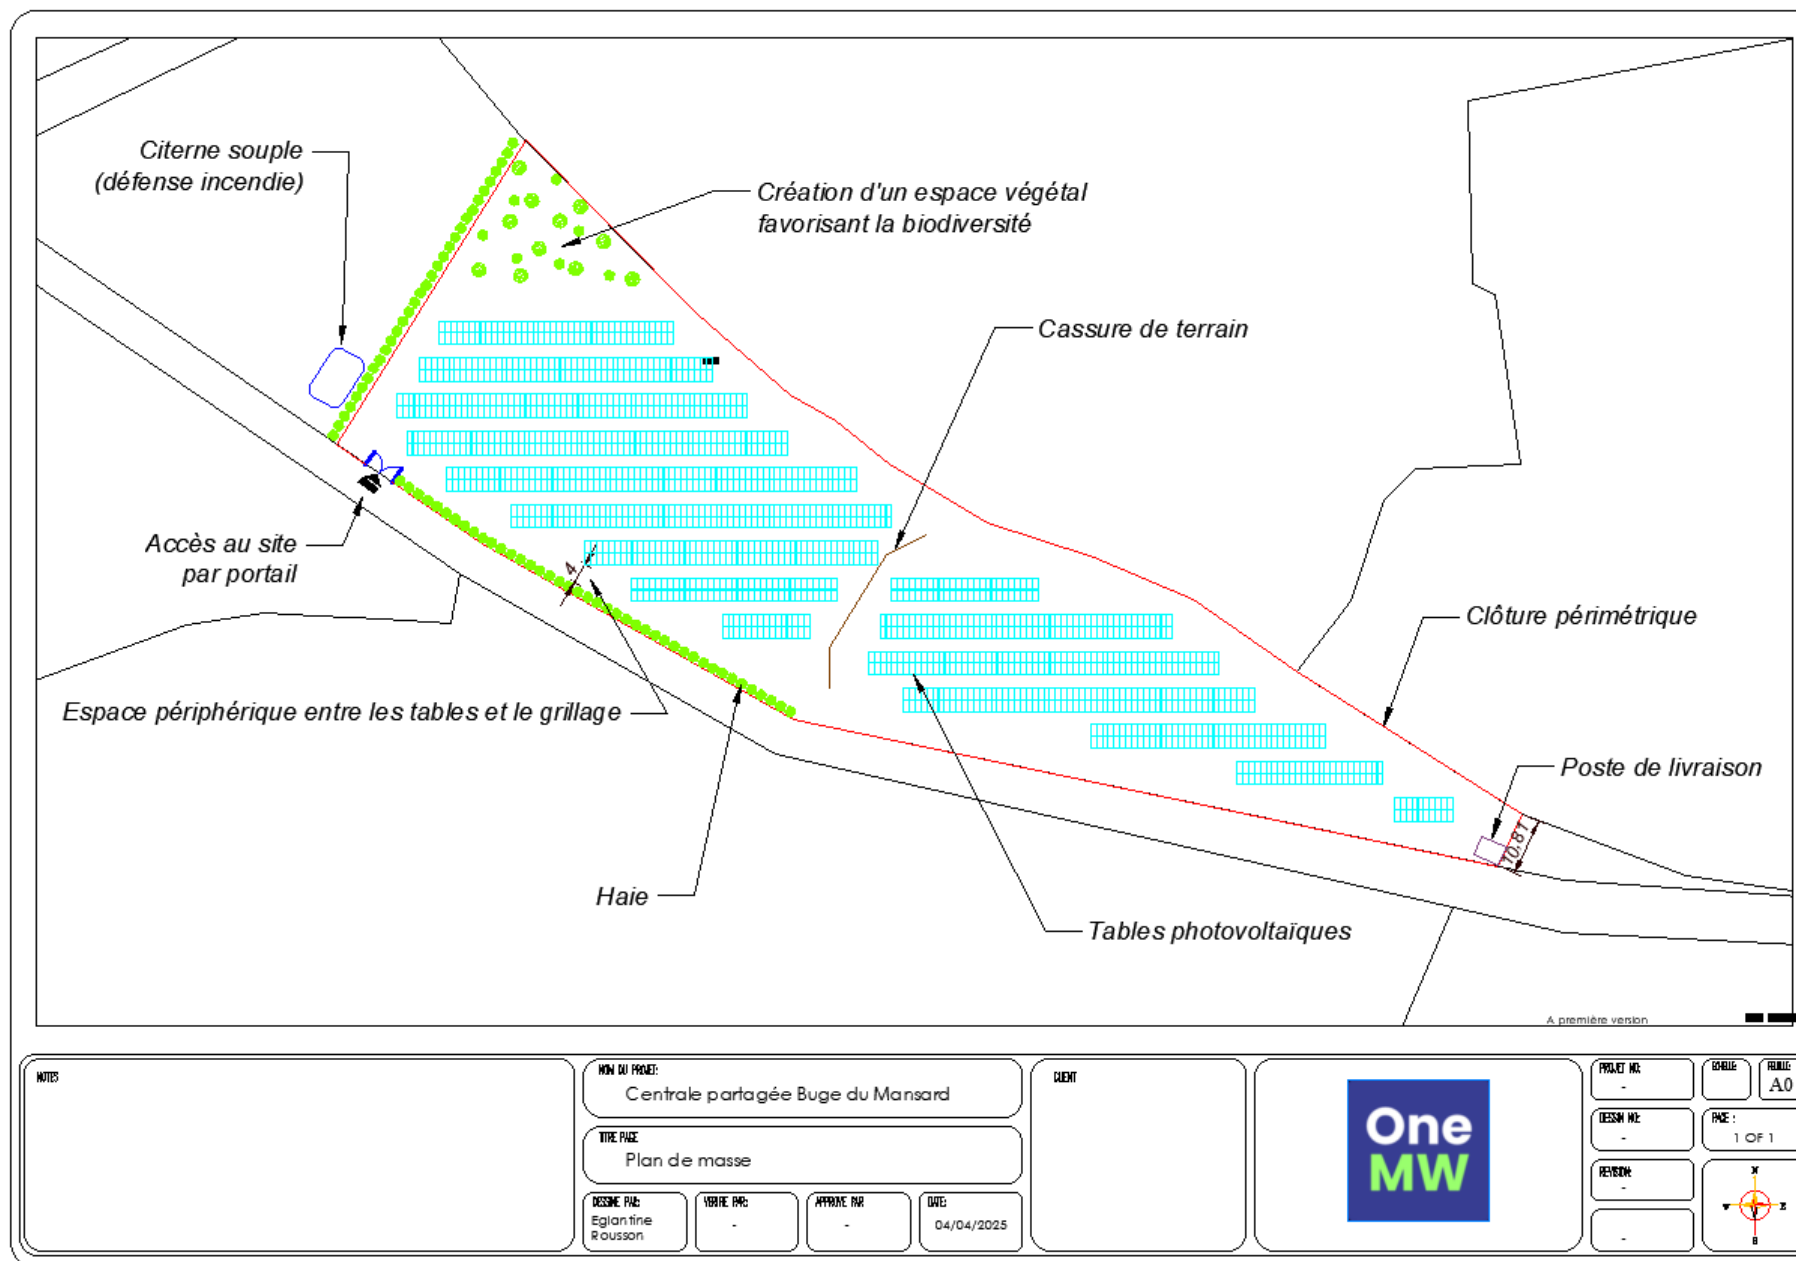 Citerne souple
(défense incendie)
Création d'un espace végétal
favorisant la biodiversité
Cassure de terrain
Accès au site
par portail
4
Clôture périmétrique
Espace périphérique entre les tables et le grillage
Poste de livraison
10,81
Haie
Tables photovoltaïques
A première version
NOTES
NOM DU PROJET:
Centrale partagée Buge du Mansard
TITRE PAGE
Plan de masse
DESSINE PAR:
Eglantine
Rousson
VERIFIE PAR:
-
APPROVE PAR
-
DATE:
04/04/2025
CLIENT
One
MW
PROJET NO:
-
ECHELLE:
FEUILLE:
A0
DESSIN NO:
-
PAGE :
1 OF 1
REVISION:
-
-
N
W
E
S